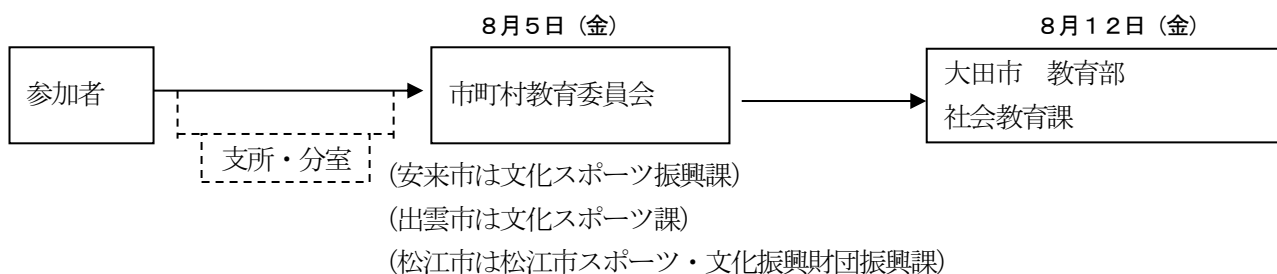 ８月５日（金）
８月１２日（金）
参加者
市町村教育委員会
大田市　教育部
社会教育課
支所・分室
(安来市は文化スポーツ振興課)
(出雲市は文化スポーツ課)
(松江市は松江市スポーツ・文化振興財団振興課)